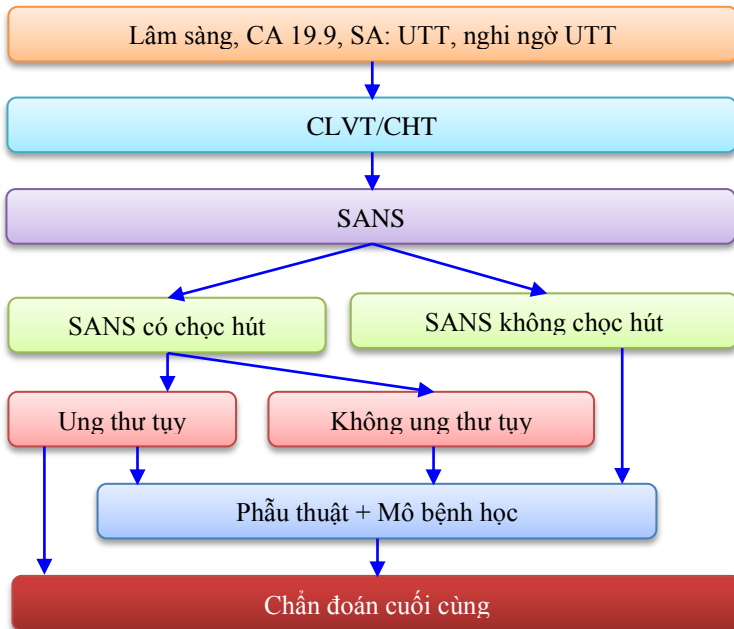 Lâm sàng, CA 19.9, SA: UTT, nghi ngờ UTT
CLVT/CHT
SANS
SANS có chọc hút
SANS không chọc hút
Ung thư tụy
Không ung thư tụy
Phẫu thuật + Mô bệnh học
Chẩn đoán cuối cùng